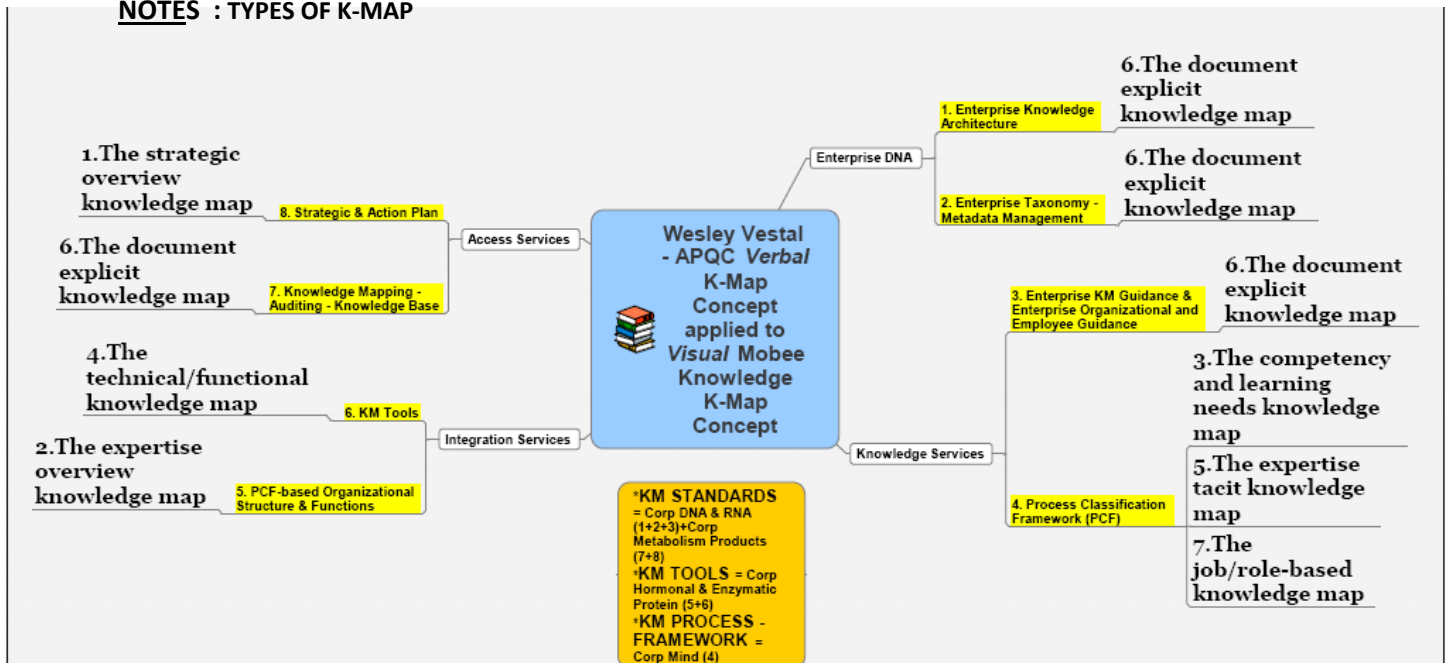 NOTES : TYPES OF K-MAP
6.The document
explicit
knowledge map
1. Enterprise Knowledge
Architecture
Enterprise DNA
6.The document
explicit
knowledge map
2. Enterprise Taxonomy -
Metadata Management
1.The strategic
overview
knowledge map
8. Strategic & Action Plan
Access Services
6.The document
explicit
knowledge map
7. Knowledge Mapping -
Auditing - Knowledge Base
Wesley Vestal
- APQC Verbal
K-Map
Concept
applied to
Visual Mobee
Knowledge
K-Map
Concept
6.The document
explicit
knowledge map
3. Enterprise KM Guidance &
Enterprise Organizational and
Employee Guidance
4.The
technical/functional
knowledge map
6. KM Tools
Integration Services
2.The expertise
overview
knowledge map
5. PCF-based Organizational
Structure & Functions
Knowledge Services
3.The competency
and learning
needs knowledge
map
5.The expertise
tacit knowledge
map
4. Process Classification
Framework (PCF)
7.The
job/role-based
knowledge map
*KM STANDARDS
= Corp DNA & RNA
(1+2+3)+Corp
Metabolism Products
(7+8)
*KM TOOLS = Corp
Hormonal & Enzymatic
Protein (5+6)
*KM PROCESS -
FRAMEWORK =
Corp Mind (4)